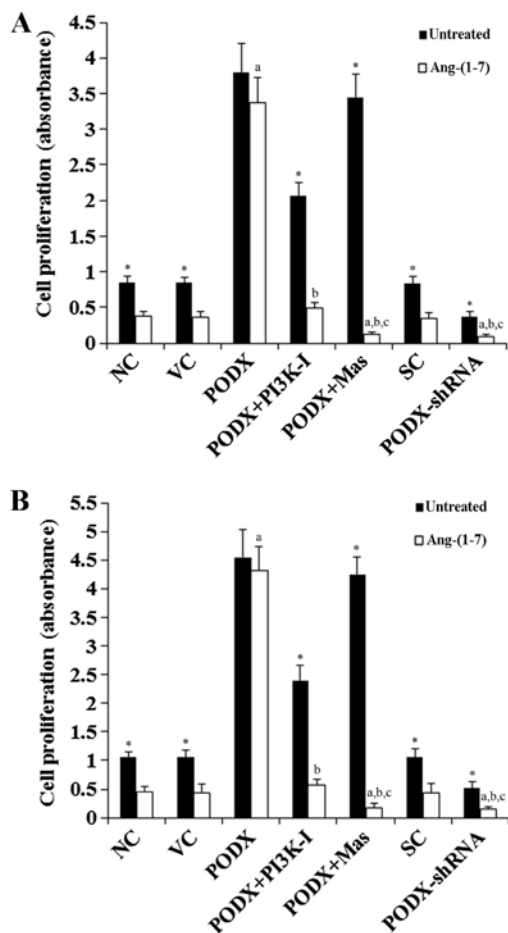 A
Cell proliferation (absorbance)
4.5
4
3.5
3
2.5
2
1.5
1
0.5
0
Untreated
Ang-(1-7)
*
*
a
*
b
*
a,b,c
*
*
a,b,c
NC
VC
PODX
PODX+PI3K-I
PODX+Mas
SC
PODX-shRNA
B
Cell proliferation (absorbance)
5.5
5
4.5
4
3.5
3
2.5
2
1.5
1
0.5
0
Untreated
Ang-(1-7)
*
*
a
*
b
*
a,b,c
*
*
a,b,c
NC
VC
PODX
PODX+PI3K-I
PODX+Mas
SC
PODX-shRNA